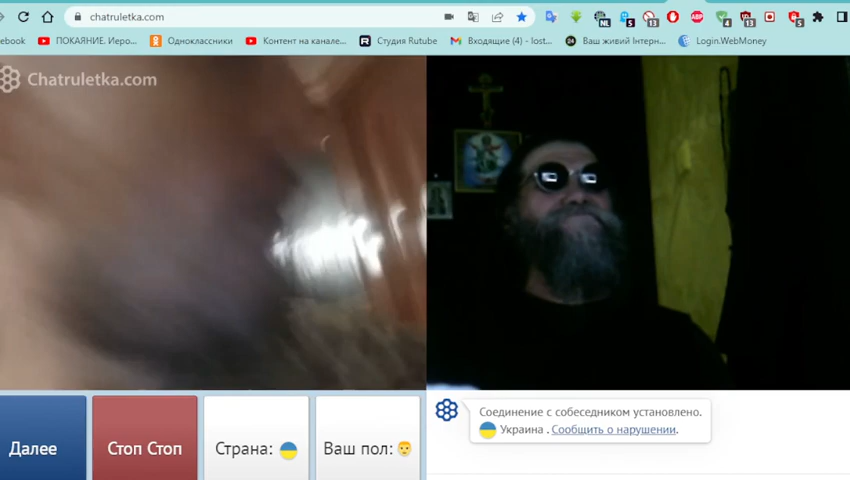 chatruletka.com
ebook
ПОКАЯНИЕ. Иеро...
Одноклассники
Контент на канале...
Студия Rutube
Входящие (4) - lost...
Ваш живий Інтерн...
Login.WebMoney
Chatruletka.com
Далее
Стоп Стоп
Страна:
Ваш пол:
Соединение с собеседником установлено.
Украина . Сообщить о нарушении.